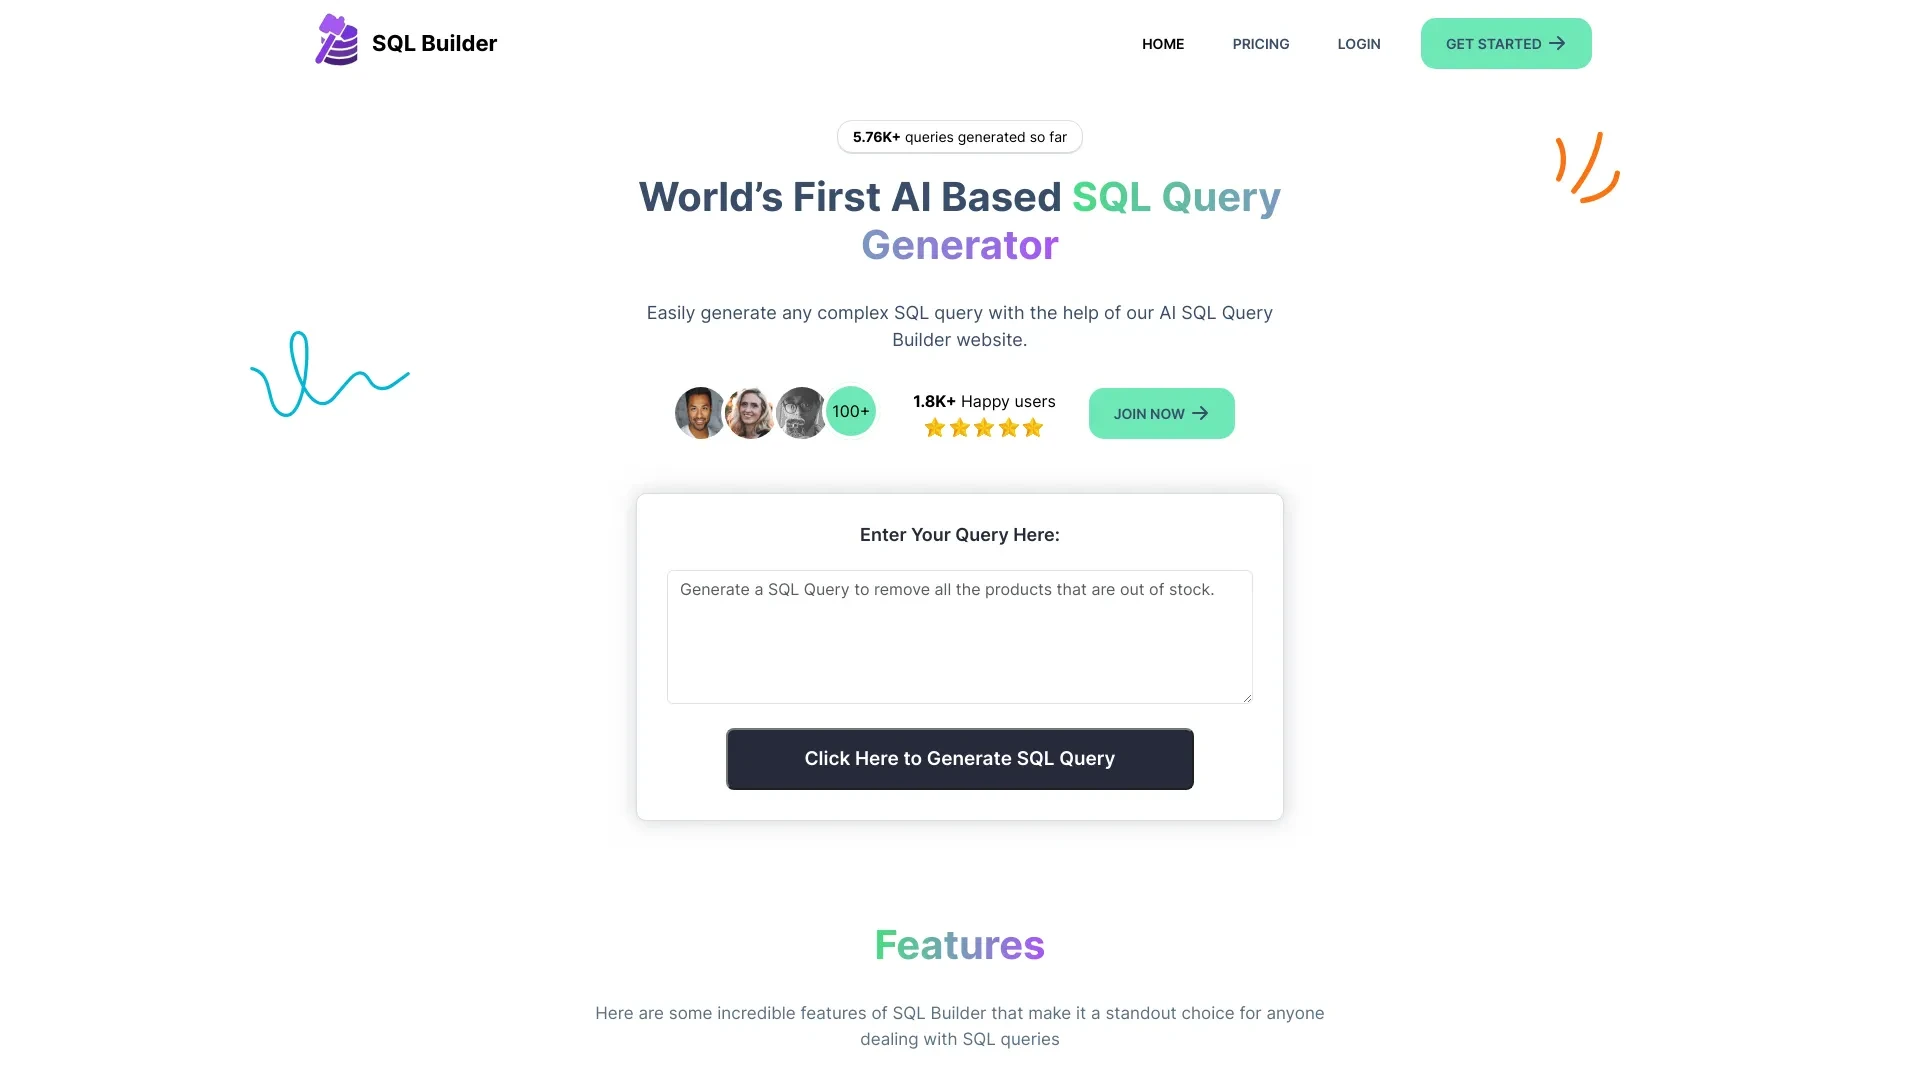 SQL Builder
HOME
PRICING
LOGIN
GET STARTED
5.76K+ queries generated so far
World’s First AI Based SQL Query
Generator
Easily generate any complex SQL query with the help of our AI SQL Query
Builder website.
100+
1.8K+ Happy users
JOIN NOW
Enter Your Query Here:
Generate a SQL Query to remove all the products that are out of stock.
Click Here to Generate SQL Query
Features
Here are some incredible features of SQL Builder that make it a standout choice for anyone
dealing with SQL queries